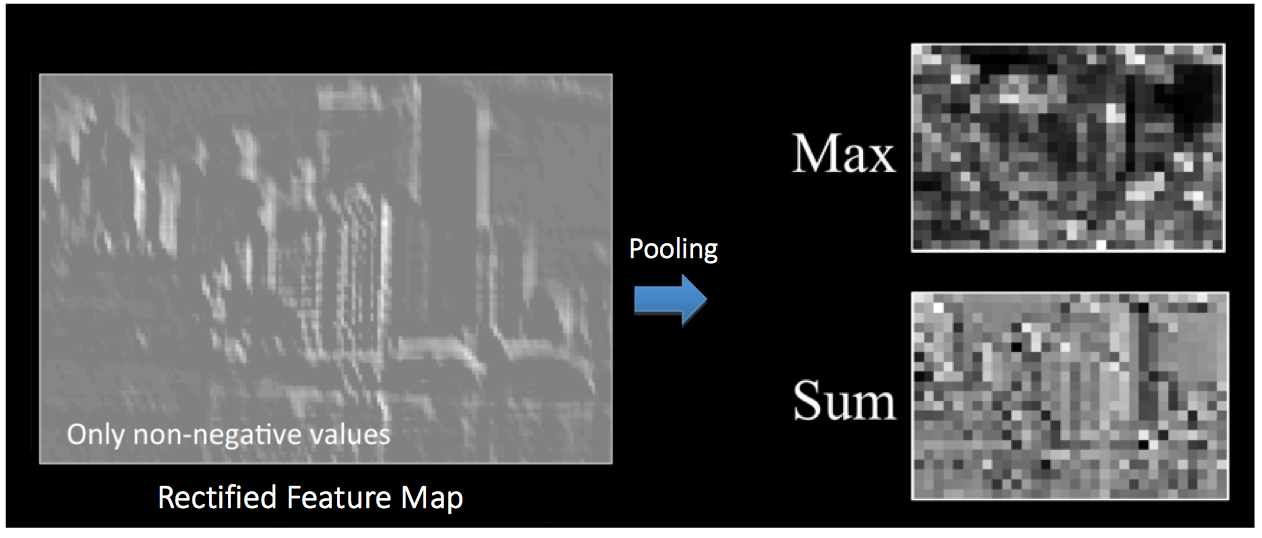 Only non-negative values
Rectified Feature Map
Pooling
Max
Sum